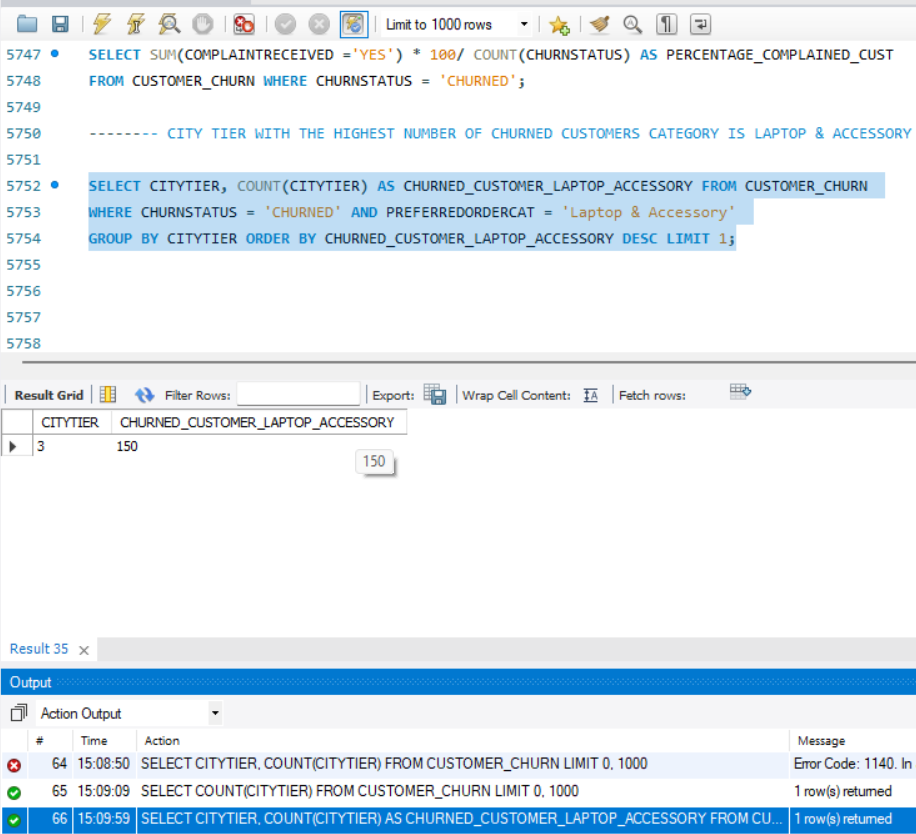 Limit to 1000 rows
5747 SELECT SUM(COMPLAINTRECEIVED ='YES') * 100/ COUNT(CHURNSTATUS) AS PERCENTAGE_COMPLAINED_CUST
5748 FROM CUSTOMER_CHURN WHERE CHURNSTATUS = 'CHURNED';
5749
5750 -------- CITY TIER WITH THE HIGHEST NUMBER OF CHURNED CUSTOMERS CATEGORY IS LAPTOP & ACCESSORY
5751
5752 SELECT CITYTIER, COUNT(CITYTIER) AS CHURNED_CUSTOMER_LAPTOP_ACCESSORY FROM CUSTOMER_CHURN
5753 WHERE CHURNSTATUS = 'CHURNED' AND PREFERREDORDERCAT = 'Laptop & Accessory'
5754 GROUP BY CITYTIER ORDER BY CHURNED_CUSTOMER_LAPTOP_ACCESSORY DESC LIMIT 1;
5755
5756
5757
5758
Result Grid Filter Rows: Export: Wrap Cell Content: IA Fetch rows:
CITYTIER CHURNED_CUSTOMER_LAPTOP_ACCESSORY
3 150
150
Result 35
Output
Action Output
# Time Action Message
64 15:08:50 SELECT CITYTIER, COUNT(CITYTIER) FROM CUSTOMER_CHURN LIMIT 0, 1000 Error Code: 1140. In
65 15:09:09 SELECT COUNT(CITYTIER) FROM CUSTOMER_CHURN LIMIT 0, 1000 1 row(s) returned
66 15:09:59 SELECT CITYTIER, COUNT(CITYTIER) AS CHURNED_CUSTOMER_LAPTOP_ACCESSORY FROM CU... 1 row(s) returned